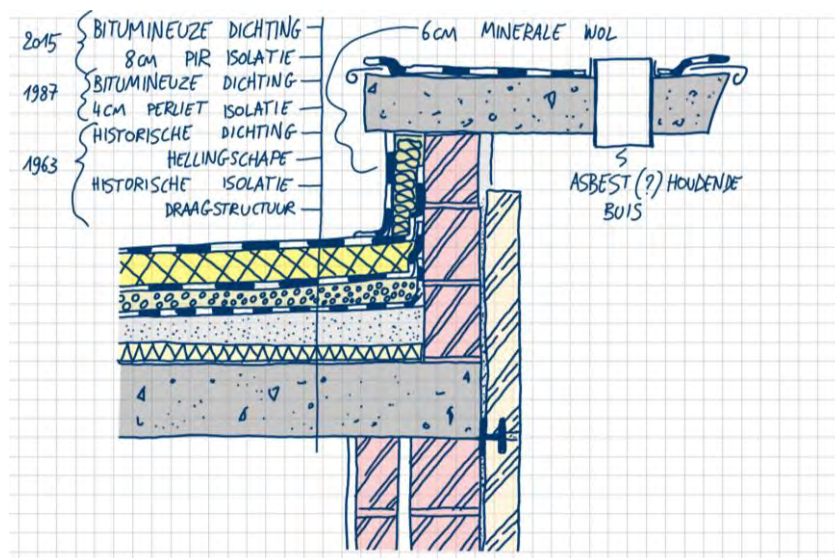 2015
BITUMINEUZE DICHTING
8cm PIR ISOLATIE
1987
BITUMINEUZE DICHTING
4cm PERLIET ISOLATIE
1963
HISTORISCHE DICHTING
HELLINGSCHAPE
HISTORISCHE ISOLATIE
DRAAGSTRUCTUUR
6cm MINERALE WOL
ASBEST (?) HOUDENDE
BUIS